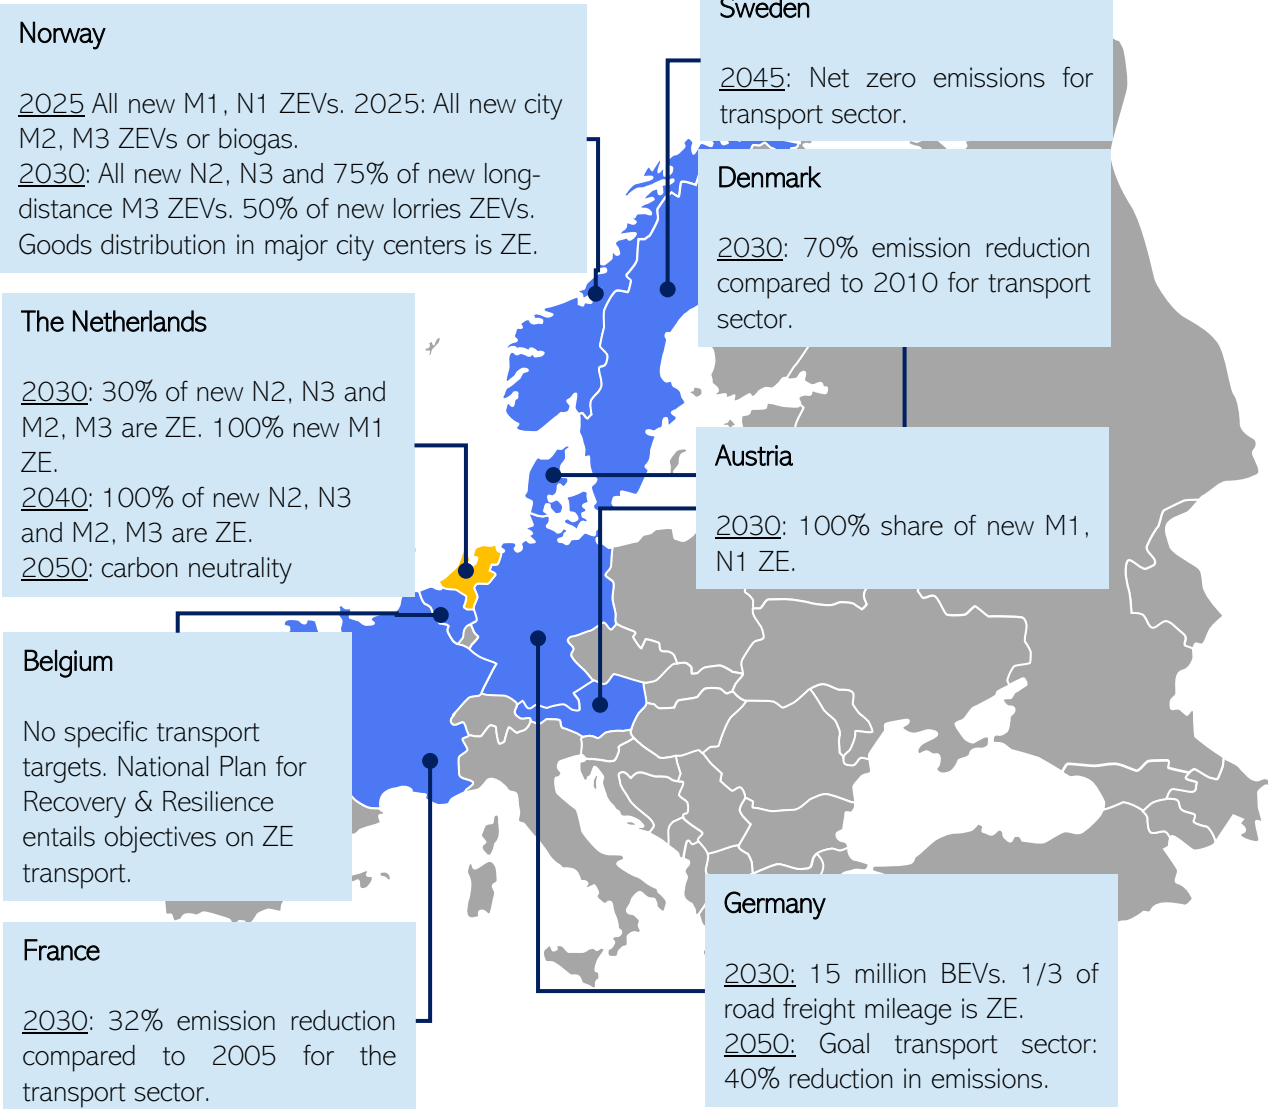 Norway
2025 All new M1, N1 ZEVs. 2025: All new city
M2, M3 ZEVs or biogas.
2030: All new N2, N3 and 75% of new long-
distance M3 ZEVs. 50% of new lorries ZEVs.
Goods distribution in major city centers is ZE.
Sweden
2045: Net zero emissions for
transport sector.
Denmark
2030: 70% emission reduction
compared to 2010 for transport
sector.
The Netherlands
2030: 30% of new N2, N3 and
M2, M3 are ZE. 100% new M1
ZE.
2040: 100% of new N2, N3
and M2, M3 are ZE.
2050: carbon neutrality
Austria
2030: 100% share of new M1,
N1 ZE.
Belgium
No specific transport
targets. National Plan for
Recovery & Resilience
entails objectives on ZE
transport.
France
2030: 32% emission reduction
compared to 2005 for the
transport sector.
Germany
2030: 15 million BEVs. 1/3 of
road freight mileage is ZE.
2050: Goal transport sector:
40% reduction in emissions.